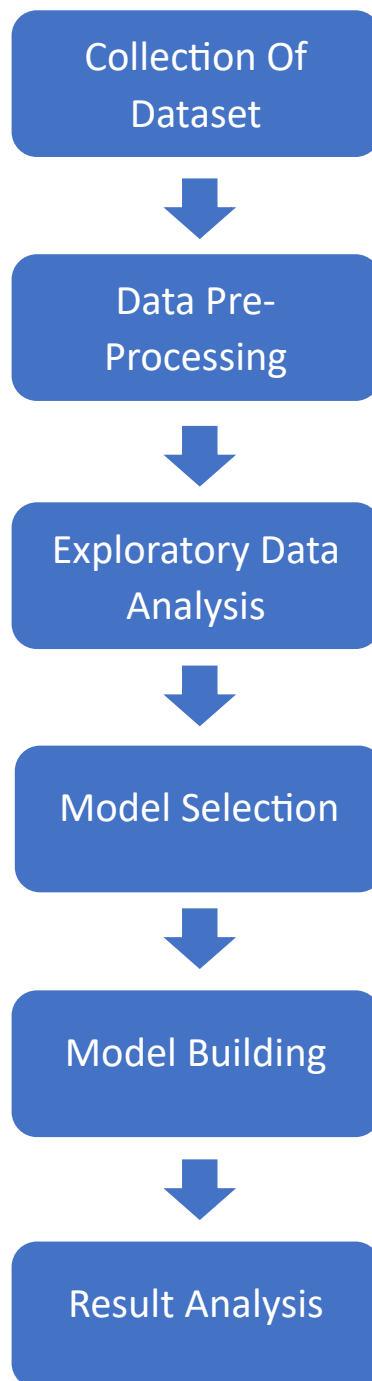 Collection Of
Dataset
Data Pre-
Processing
Exploratory Data
Analysis
Model Selection
Model Building
Result Analysis